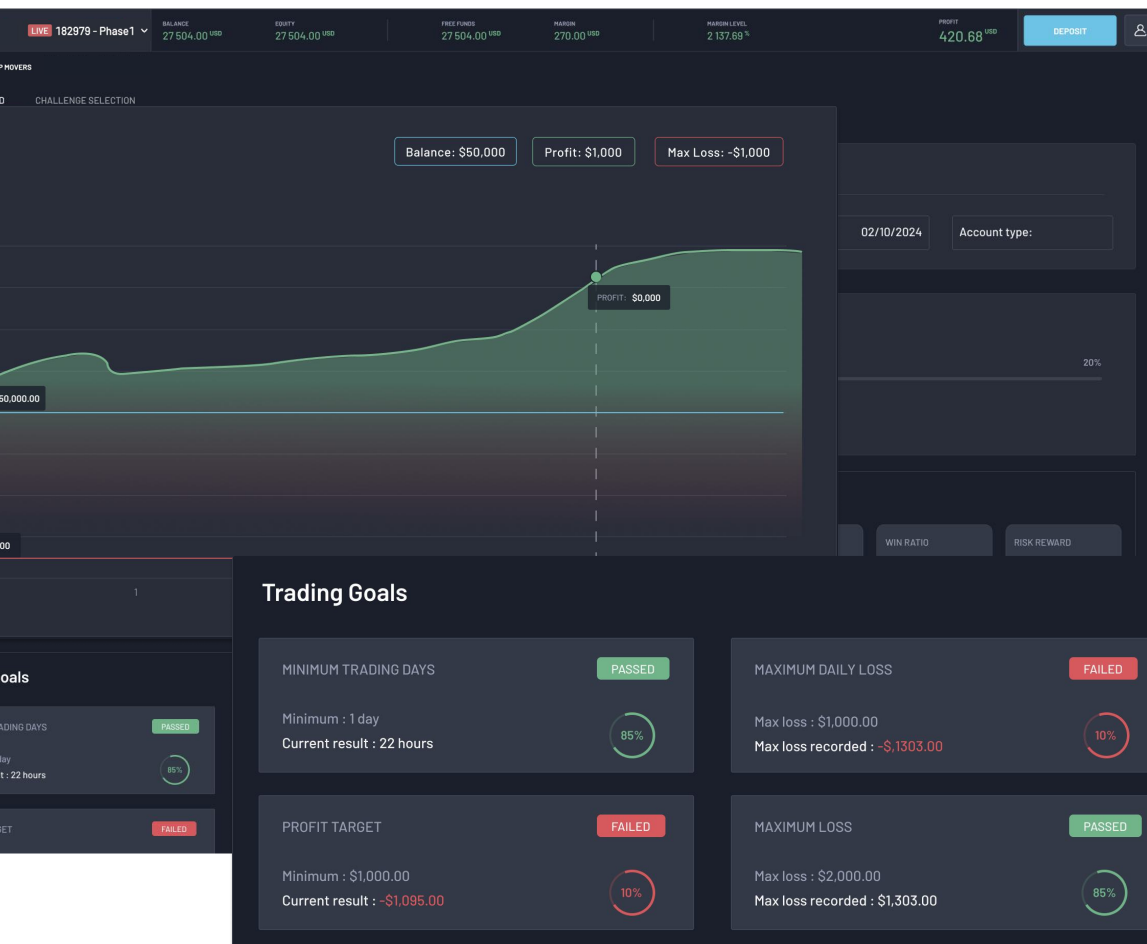 LIVE 182979 - Phase1
BALANCE
27 504.00 USD
EQUITY
27 504.00 USD
FREE FUNDS
27 504.00 USD
MARGIN
270.00 USD
MARGIN LEVEL
2 137.69 %
PROFIT
420.68 USD
DEPOSIT
P MOVERS
D
CHALLENGE SELECTION
Balance: $50,000
Profit: $1,000
Max Loss: -$1,000
02/10/2024
Account type:
PROFIT: $0,000
20%
50,000.00
00
WIN RATIO
RISK REWARD
1
Trading Goals
MINIMUM TRADING DAYS
PASSED
Minimum : 1 day
Current result : 22 hours
85%
MAXIMUM DAILY LOSS
FAILED
Max loss : $1,000.00
Max loss recorded : -$,1303.00
10%
PROFIT TARGET
FAILED
Minimum : $1,000.00
Current result : -$1,095.00
10%
MAXIMUM LOSS
PASSED
Max loss : $2,000.00
Max loss recorded : $1,303.00
85%
oals
ADING DAYS
PASSED
day
t : 22 hours
85%
GET
FAILED